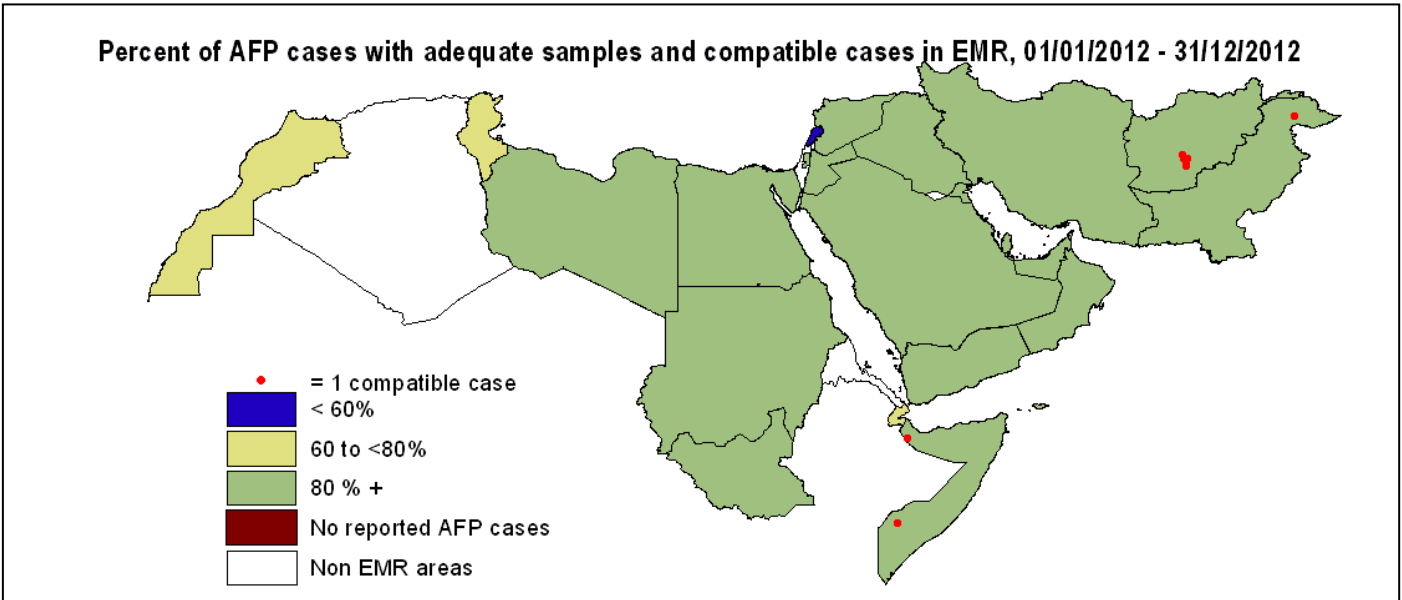 Percent of AFP cases with adequate samples and compatible cases in EMR, 01/01/2012 - 31/12/2012
= 1 compatible case
< 60%
60 to <80%
80 % +
No reported AFP cases
Non EMR areas